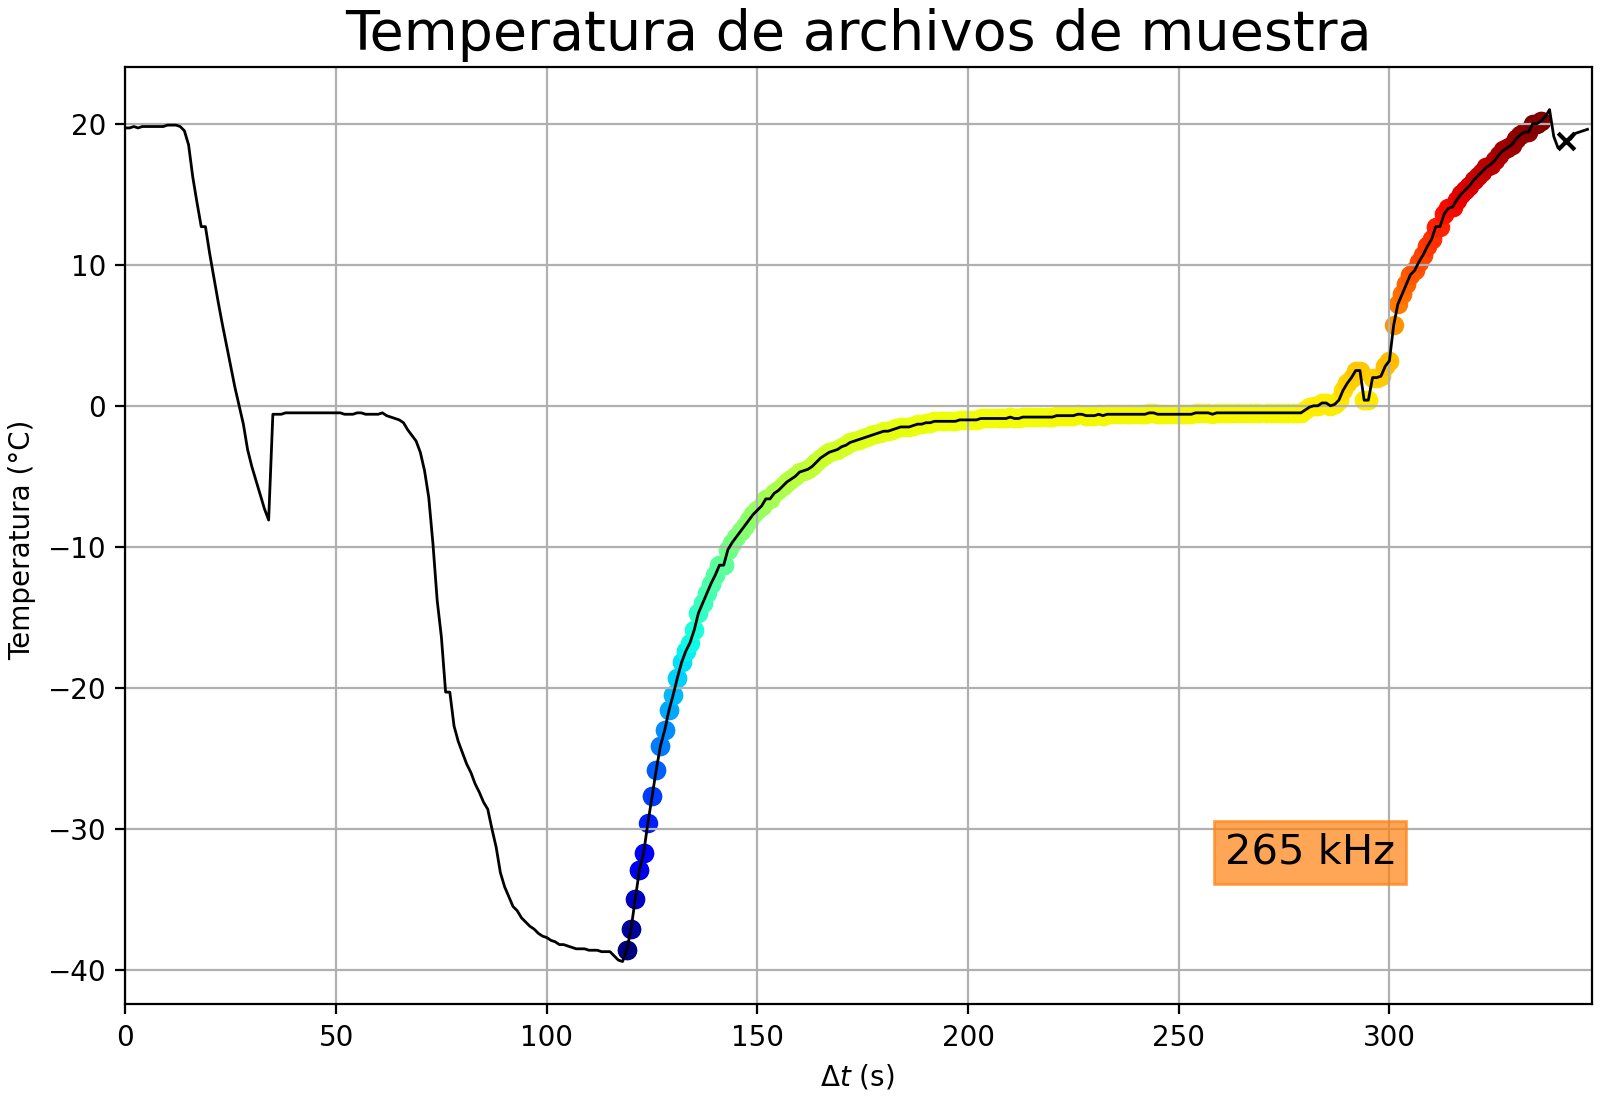 Temperatura de archivos de muestra
Temperatura (°C)
20
10
0
−10
−20
−30
−40
265 kHz
0 50 100 150 200 250 300
Δt (s)